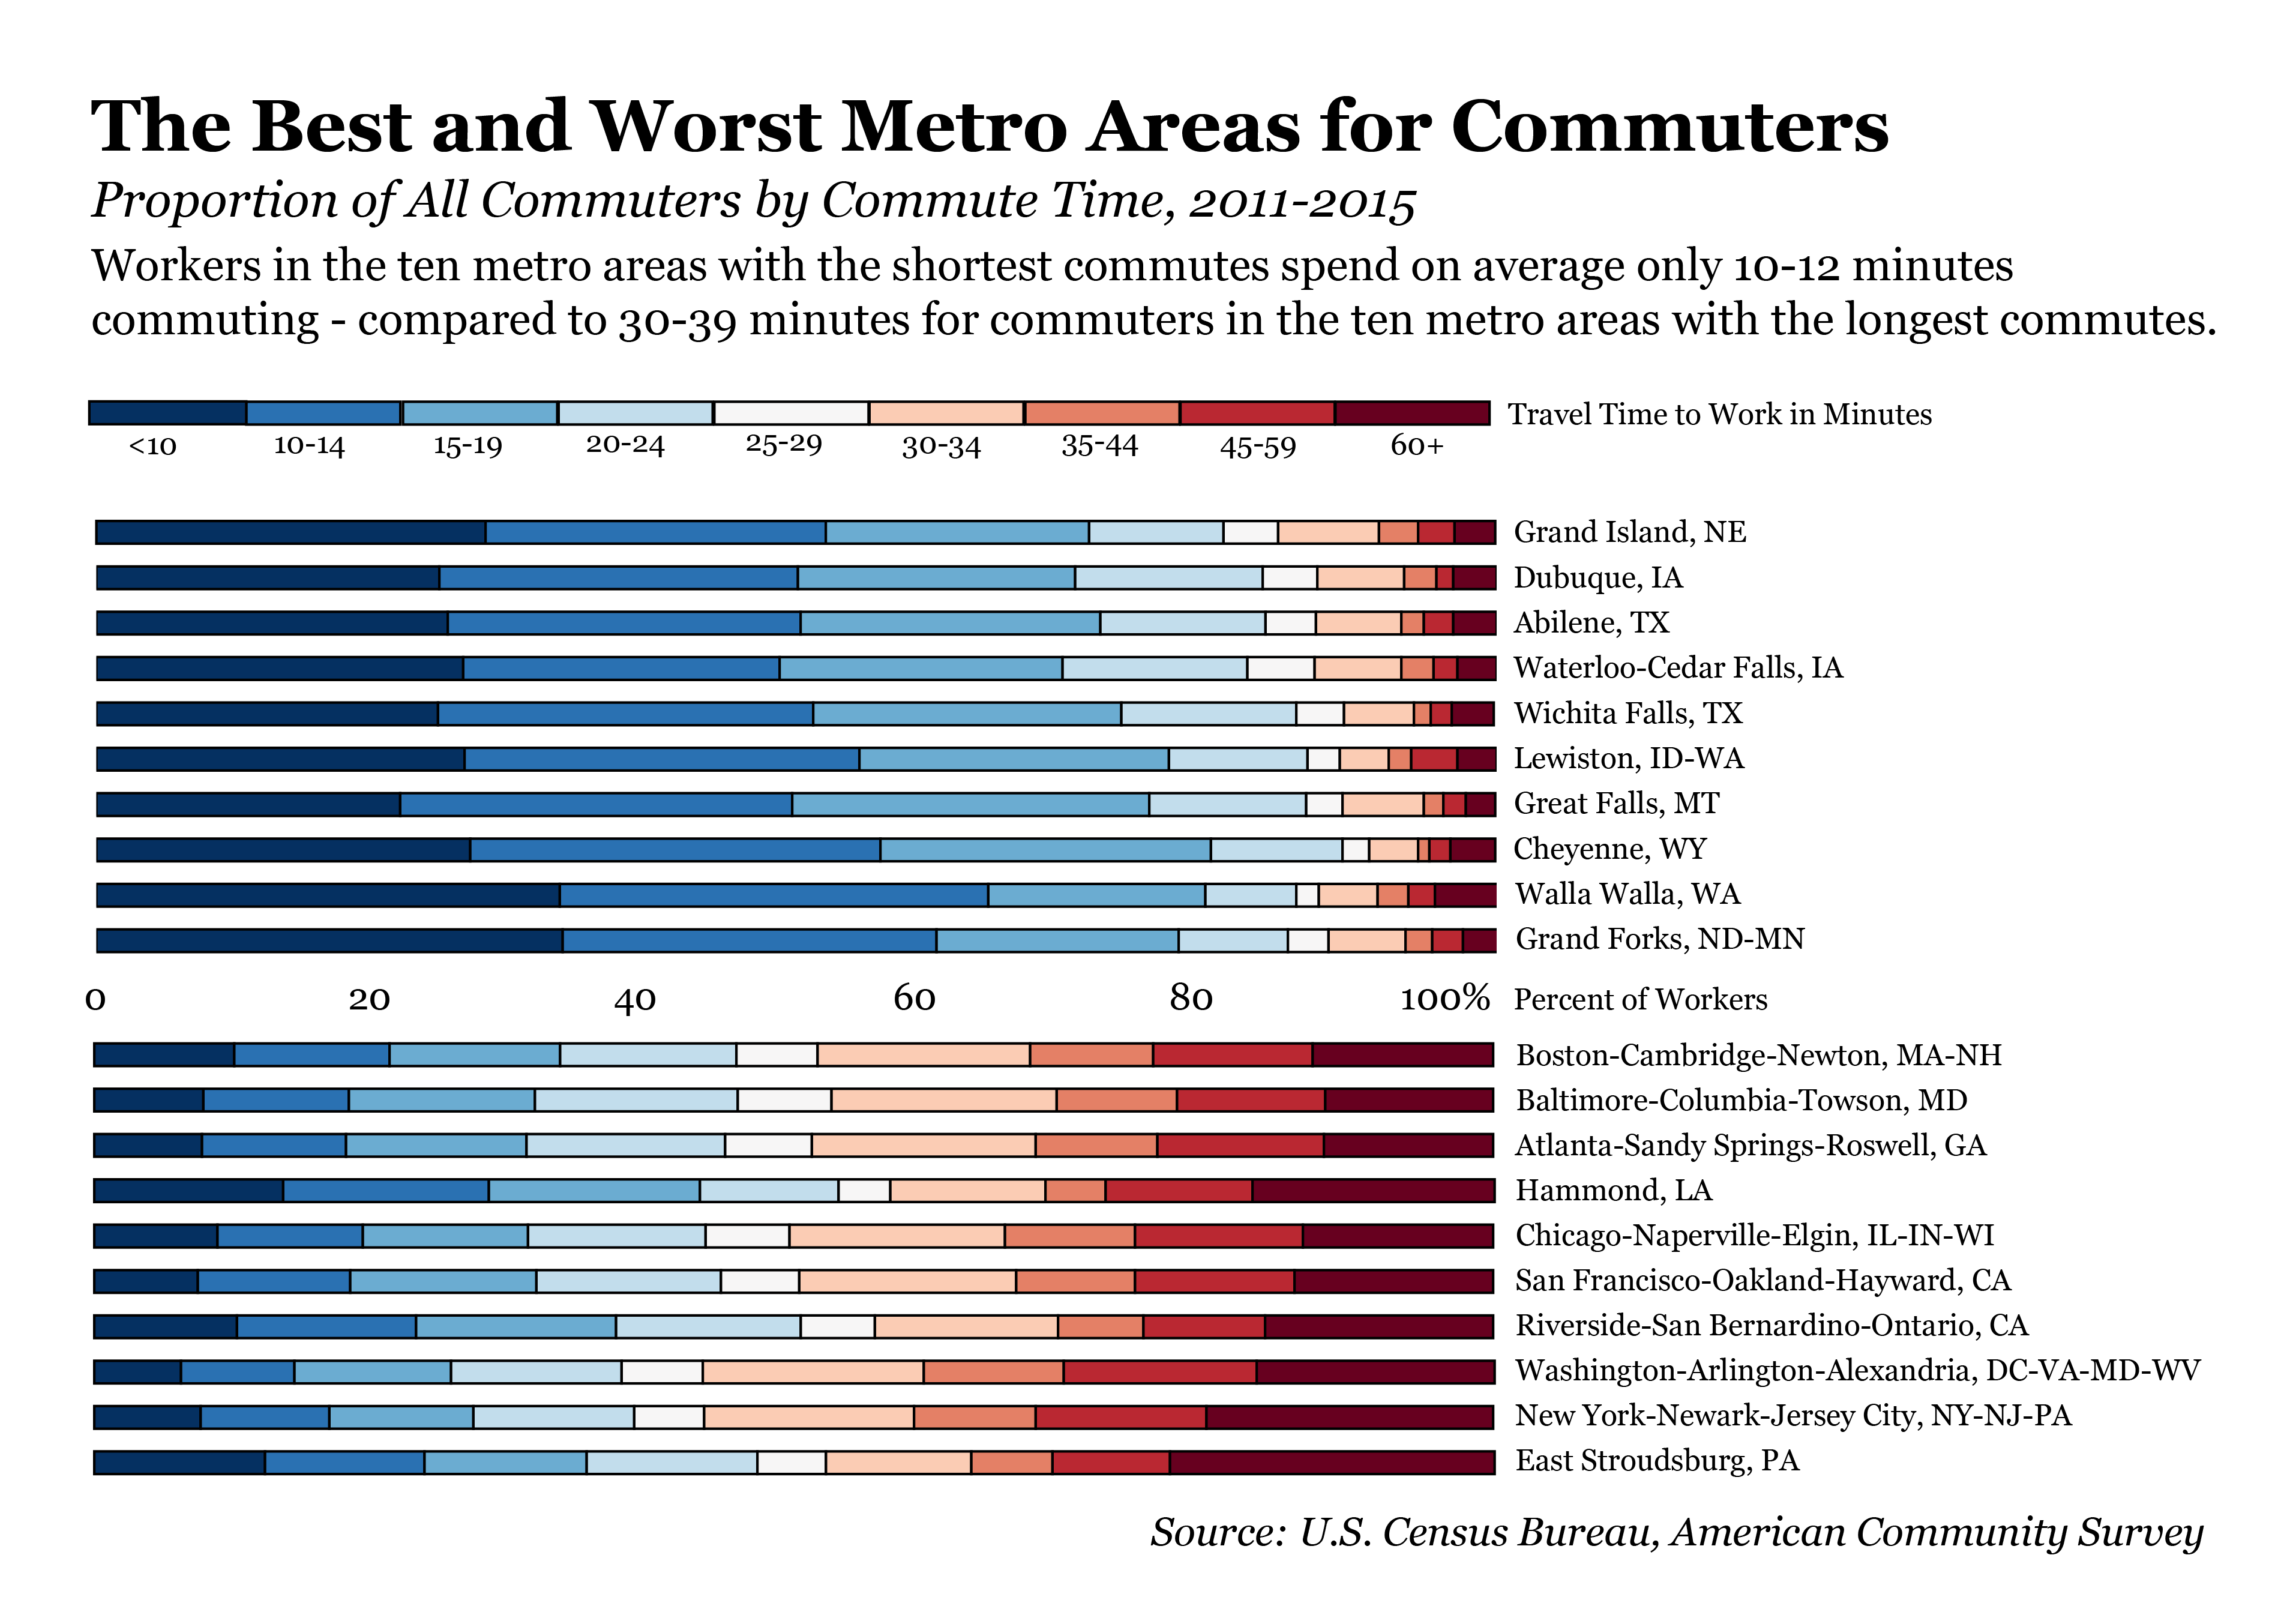 The Best and Worst Metro Areas for Commuters
Proportion of All Commuters by Commute Time, 2011-2015
Workers in the ten metro areas with the shortest commutes spend on average only 10-12 minutes
commuting - compared to 30-39 minutes for commuters in the ten metro areas with the longest commutes.
Travel Time to Work in Minutes
<10 10-14 15-19 20-24 25-29 30-34 35-44 45-59 60+
Grand Island, NE
Dubuque, IA
Abilene, TX
Waterloo-Cedar Falls, IA
Wichita Falls, TX
Lewiston, ID-WA
Great Falls, MT
Cheyenne, WY
Walla Walla, WA
Grand Forks, ND-MN
0 20 40 60 80 100% Percent of Workers
Boston-Cambridge-Newton, MA-NH
Baltimore-Columbia-Towson, MD
Atlanta-Sandy Springs-Roswell, GA
Hammond, LA
Chicago-Naperville-Elgin, IL-IN-WI
San Francisco-Oakland-Hayward, CA
Riverside-San Bernardino-Ontario, CA
Washington-Arlington-Alexandria, DC-VA-MD-WV
New York-Newark-Jersey City, NY-NJ-PA
East Stroudsburg, PA
Source: U.S. Census Bureau, American Community Survey